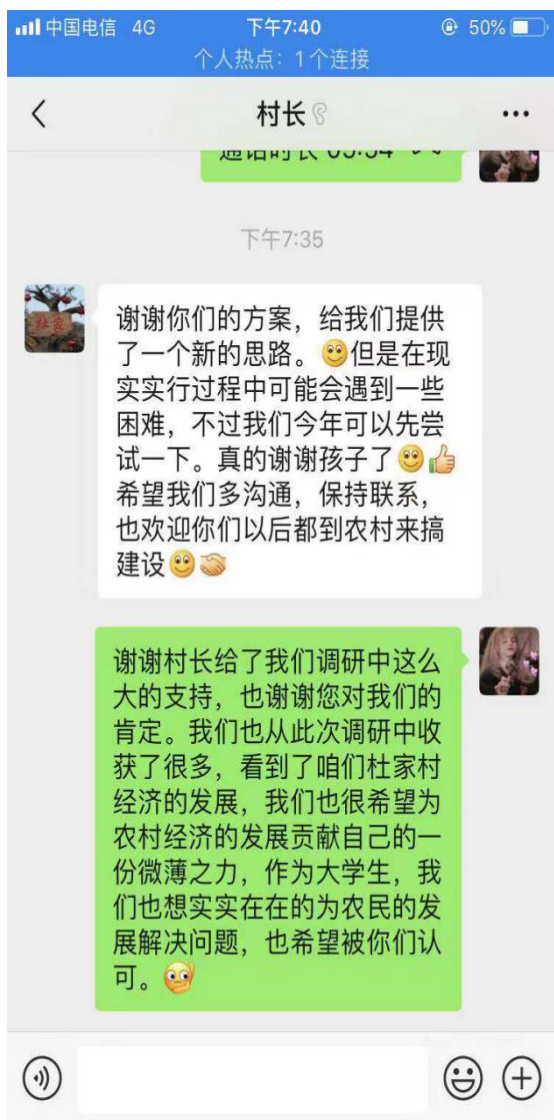 中国电信 4G 下午7:40 50%
个人热点：1个连接
村长
下午7:35
谢谢你们的方案，给我们提供
了一个新的思路。但是在现
实实行过程中可能会遇到一些
困难，不过我们今年可以先尝
试一下。真的谢谢孩子了
希望我们多沟通，保持联系，
也欢迎你们以后都到农村来搞
建设
谢谢村长给了我们调研中这么
大的支持，也谢谢您对我们的
肯定。我们也从此次调研中收
获了很多，看到了咱们杜家村
经济的发展，我们也很希望为
农村经济的发展贡献自己的一
份微薄之力，作为大学生，我
们也想实实在在的为农民的发
展解决问题，也希望被你们认
可。